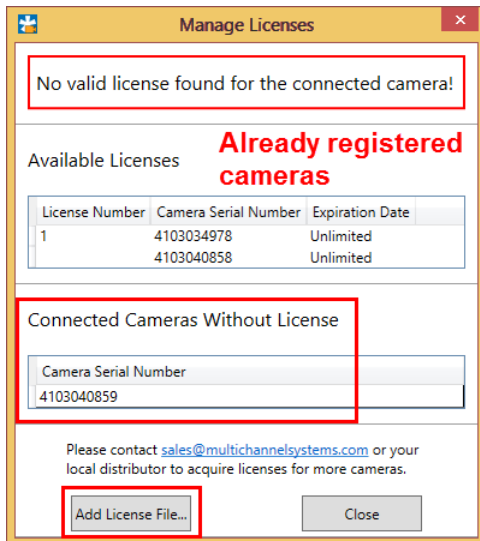 Manage Licenses
No valid license found for the connected camera!
Already registered
cameras
Available Licenses
License Number Camera Serial Number Expiration Date
1 4103034978 Unlimited
4103040858 Unlimited
Connected Cameras Without License
Camera Serial Number
4103040859
Please contact sales@multichannelsystems.com or your
local distributor to acquire licenses for more cameras.
Add License File... Close